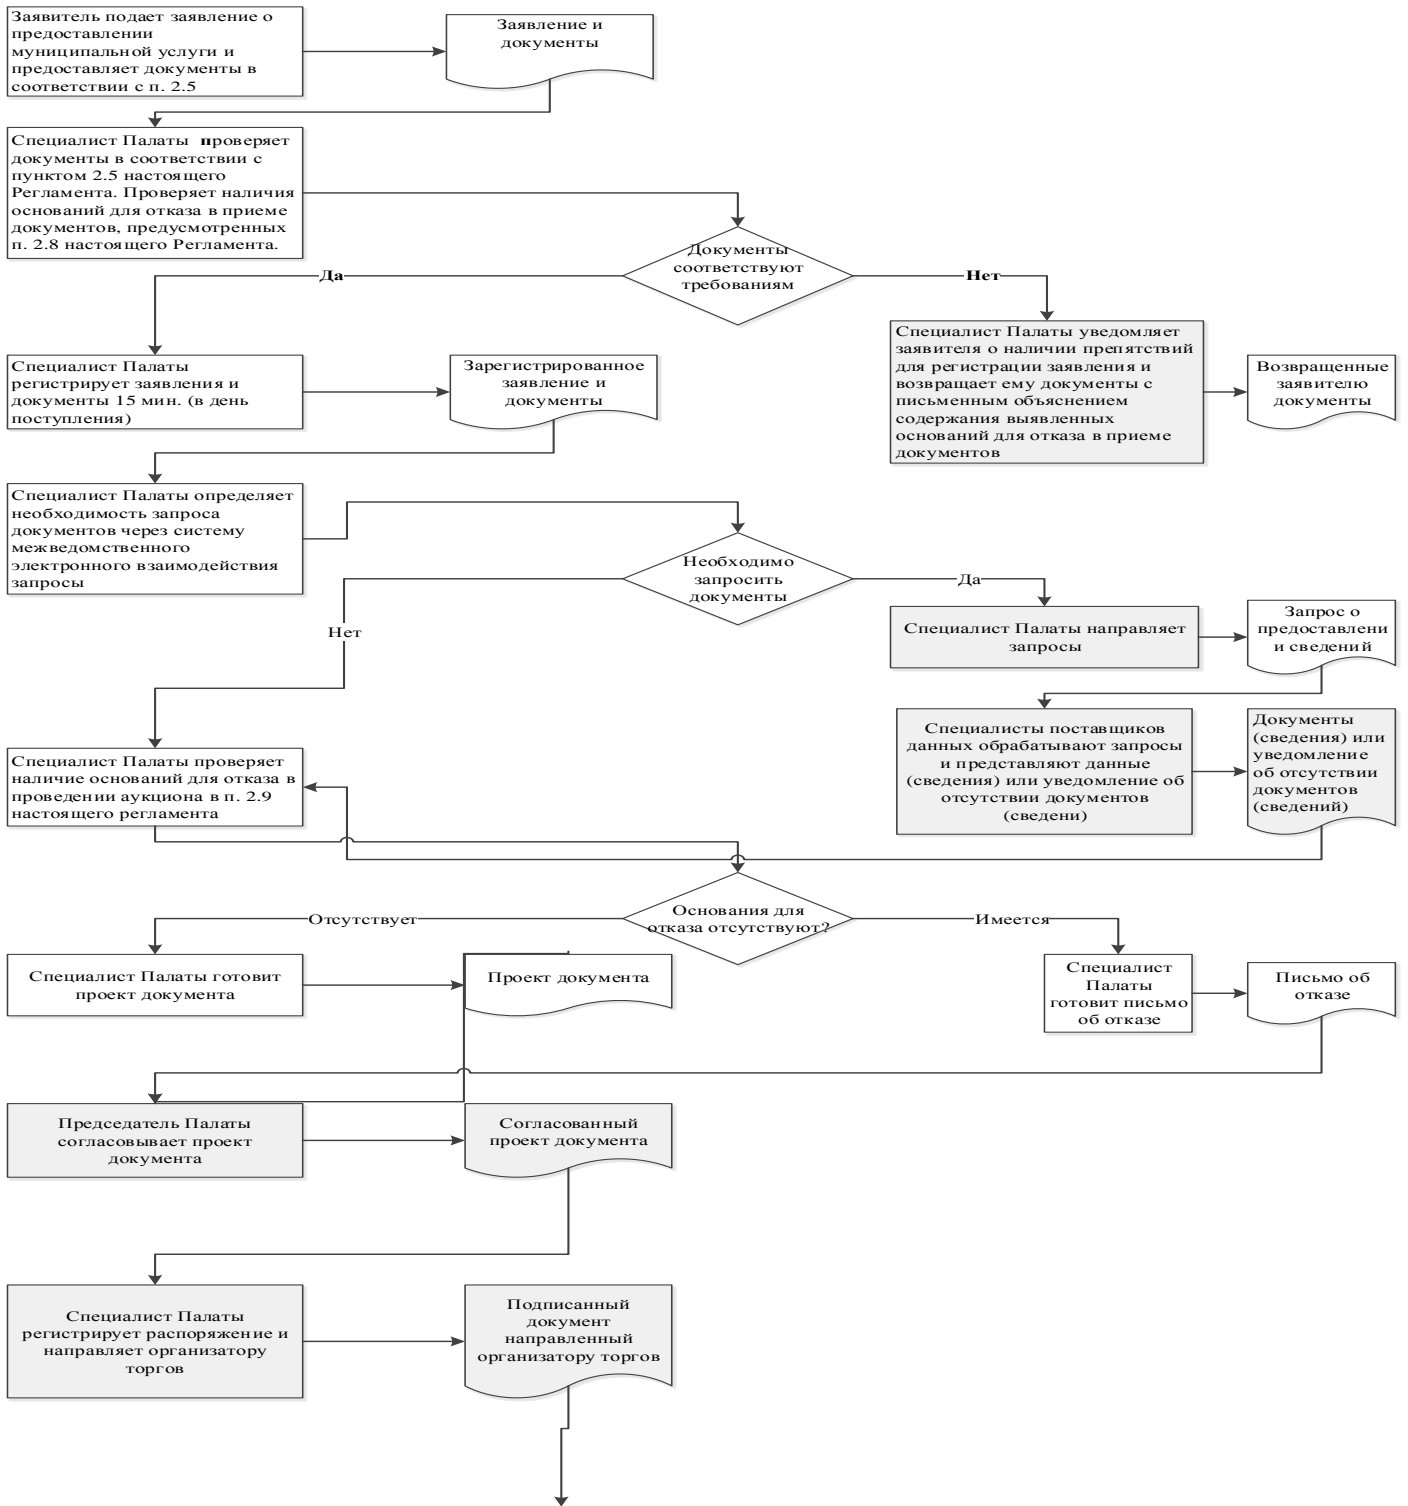 Заявитель подает заявление о
предоставлении
муниципальной услуги и
предоставляет документы в
соответствии с п. 2.5
Заявление и
документы
Специалист Палаты проверяет
документы в соответствии с
пунктом 2.5 настоящего
Регламента. Проверяет наличия
оснований для отказа в приеме
документов, предусмотренных
п. 2.8 настоящего Регламента.
Документы
соответствуют
требованиям
Да
Нет
Специалист Палаты уведомляет
заявителя о наличии препятствий
для регистрации заявления и
возвращает ему документы с
письменным объяснением
содержания выявленных
оснований для отказа в приеме
документов
Возвращенные
заявителю
документы
Специалист Палаты
регистрирует заявления и
документы 15 мин. (в день
поступления)
Зарегистрированное
заявление и
документы
Специалист Палаты определяет
необходимость запроса
документов через систему
межведомственного
электронного взаимодействия
запросы
Необходимо
запросить
документы
Да
Нет
Специалист Палаты направляет
запросы
Запрос о
предоставлени
и сведений
Специалисты поставщиков
данных обрабатывают запросы
и представляют данные
(сведения) или уведомление об
отсутствии документов
(сведени)
Документы
(сведения) или
уведомление
об отсутствии
документов
(сведений)
Специалист Палаты проверяет
наличие оснований для отказа в
проведении аукциона в п. 2.9
настоящего регламента
Основания для
отказа отсутствуют?
Отсутствует
Имеется
Специалист Палаты готовит
проект документа
Проект документа
Специалист
Палаты
готовит письмо
об отказе
Письмо об
отказе
Председатель Палаты
согласовывает проект
документа
Согласованный
проект документа
Специалист Палаты
регистрирует распоряжение и
направляет организатору
торгов
Подписанный
документ
направленный
организатору торгов